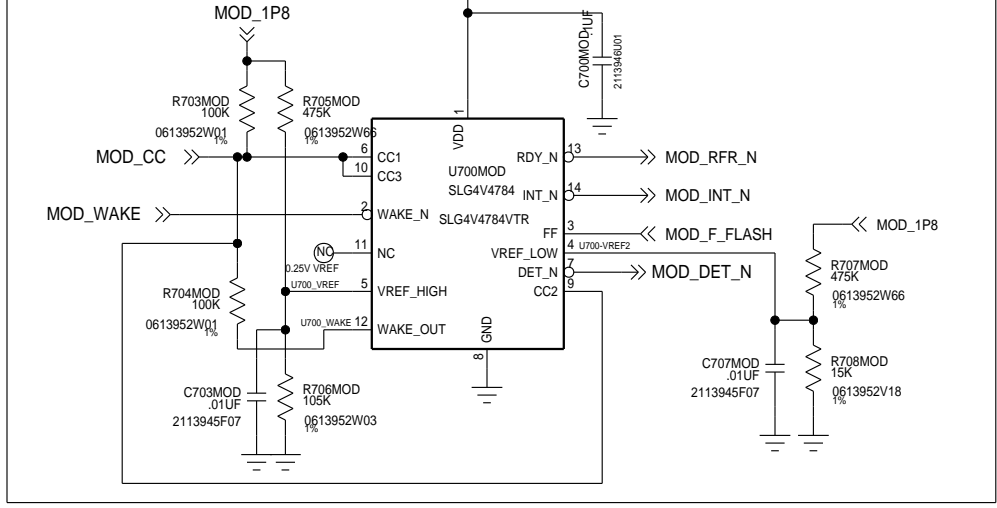 MOD_1P8
C700MOD
.1UF
2113946U01
R703MOD
100K
0613952W01
1%
R705MOD
475K
0613952W66
1%
1
VDD
MOD_CC
6
CC1
10
CC3
U700MOD
SLG4V4784
SLG4V4784VTR
RDY_N
13
MOD_RFR_N
INT_N
14
MOD_INT_N
MOD_WAKE
2
WAKE_N
FF
3
MOD_F_FLASH
MOD_1P8
NC
11
NC
VREF_LOW
4
U700-VREF2
0.25V VREF
DET_N
7
MOD_DET_N
U700_VREF
5
VREF_HIGH
CC2
9
R704MOD
100K
0613952W01
1%
U700_WAKE
12
WAKE_OUT
GND
8
R707MOD
475K
0613952W66
1%
C703MOD
.01UF
2113945F07
R706MOD
105K
0613952W03
1%
C707MOD
.01UF
2113945F07
R708MOD
15K
0613952V18
1%